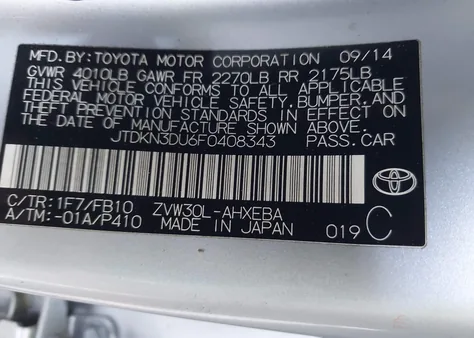 MFD.BY:TOYOTA MOTOR CORPORATION 09/14
GVWR 4010LB GAWR FR 2270LB RR 2175LB
THIS VEHICLE CONFORMS TO ALL APPLICABLE
FEDERAL MOTOR VEHICLE SAFETY,BUMPER,AND
THEFT PREVENTION STANDARDS IN EFFECT ON
THE DATE OF MANUFACTURE SHOWN ABOVE.
JTDKN3DU6F0408343 PASS.CAR
C/TR:1F7/FB10 ZVW30L-AHXEBA
A/TM:-01A/P410 MADE IN JAPAN 019 C
TOYOTA